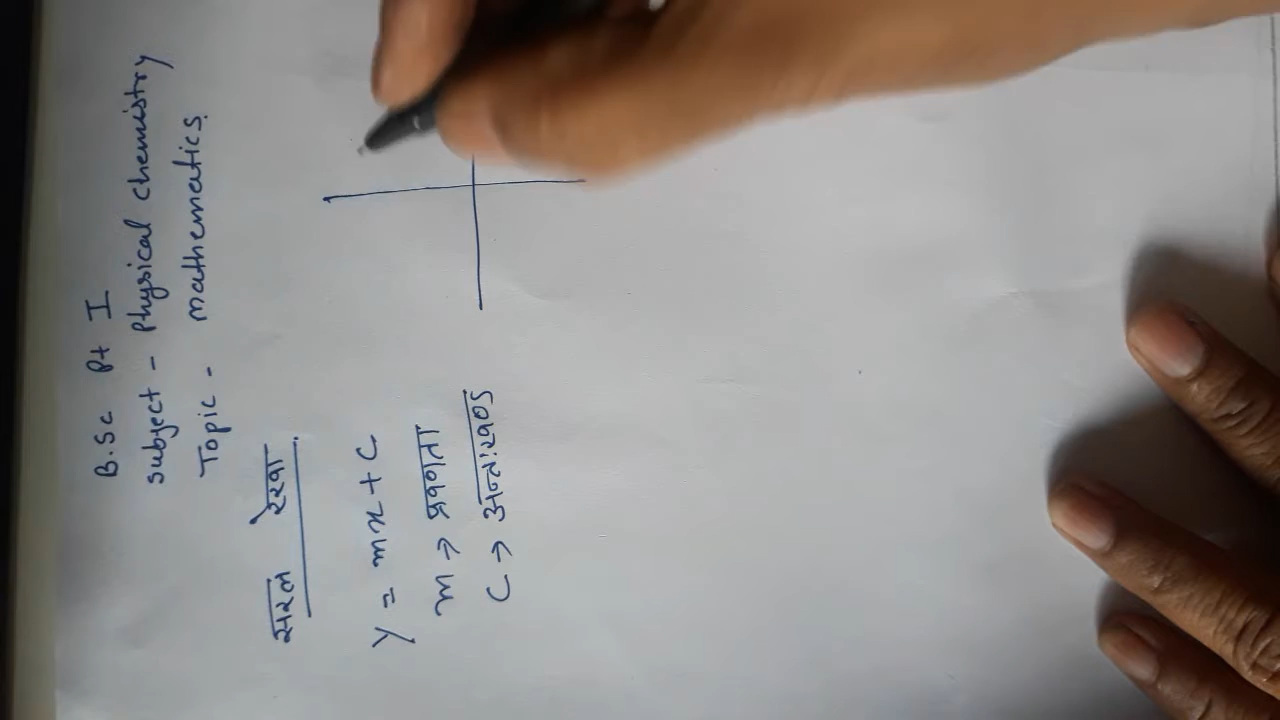 B.Sc Pt I
Subject - Physical chemistry
Topic - mathematics.
सरल रेखा
y = mx + c
m → प्रवणता
C → अन्तःखण्ड